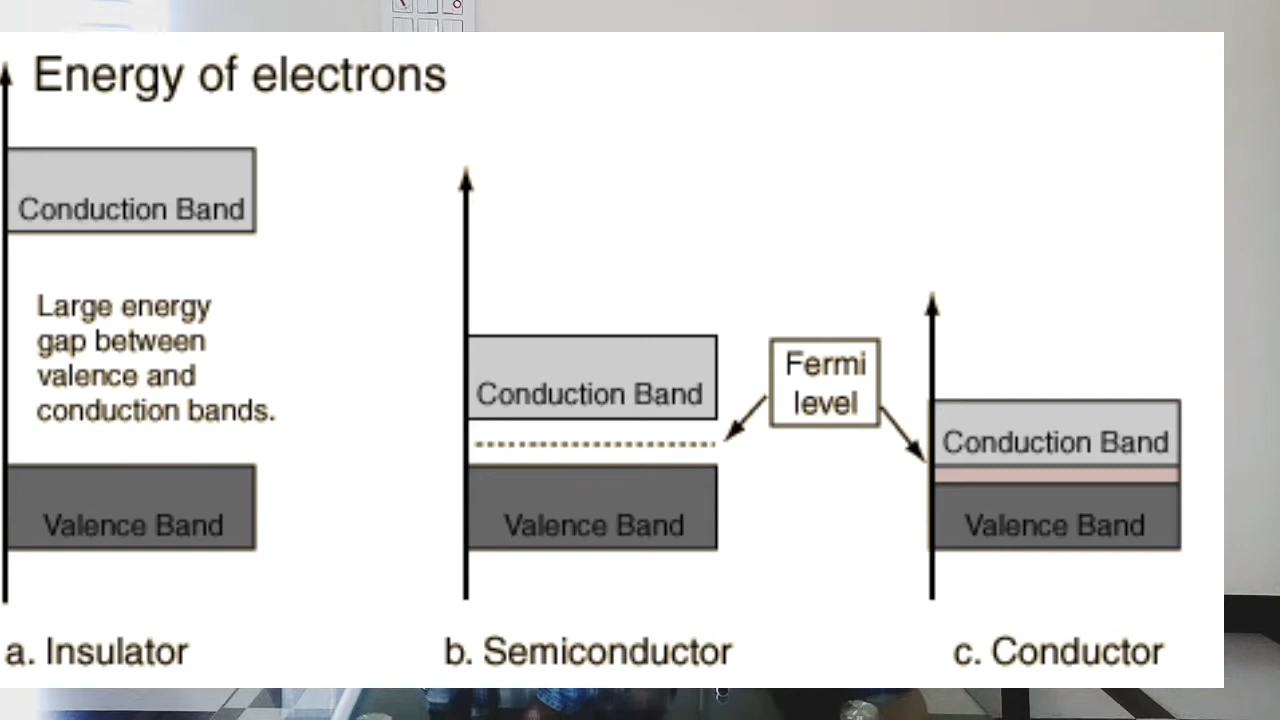 Energy of electrons
Conduction Band
Large energy
gap between
valence and
conduction bands.
Valence Band
a. Insulator
Conduction Band
Valence Band
b. Semiconductor
Fermi
level
Conduction Band
Valence Band
c. Conductor